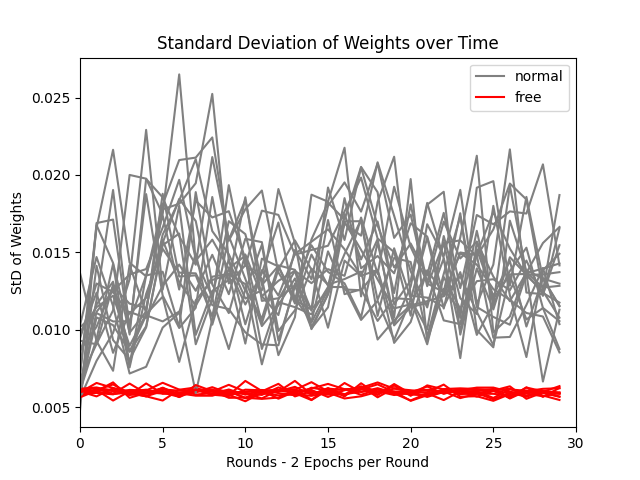 Standard Deviation of Weights over Time
normal
free
StD of Weights
0.025
0.020
0.015
0.010
0.005
0 5 10 15 20 25 30
Rounds - 2 Epochs per Round